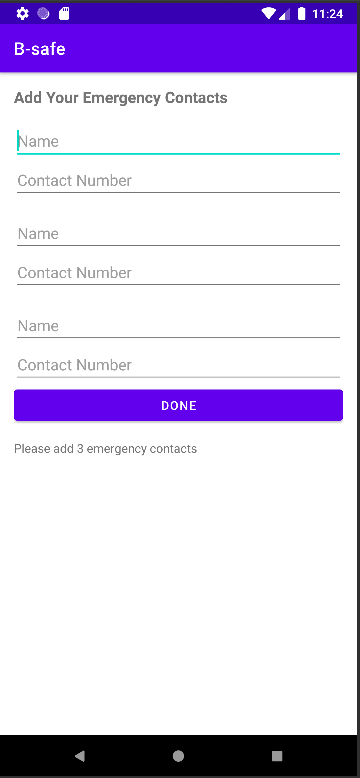 11:24
B-safe
Add Your Emergency Contacts
Name
Contact Number
Name
Contact Number
Name
Contact Number
DONE
Please add 3 emergency contacts